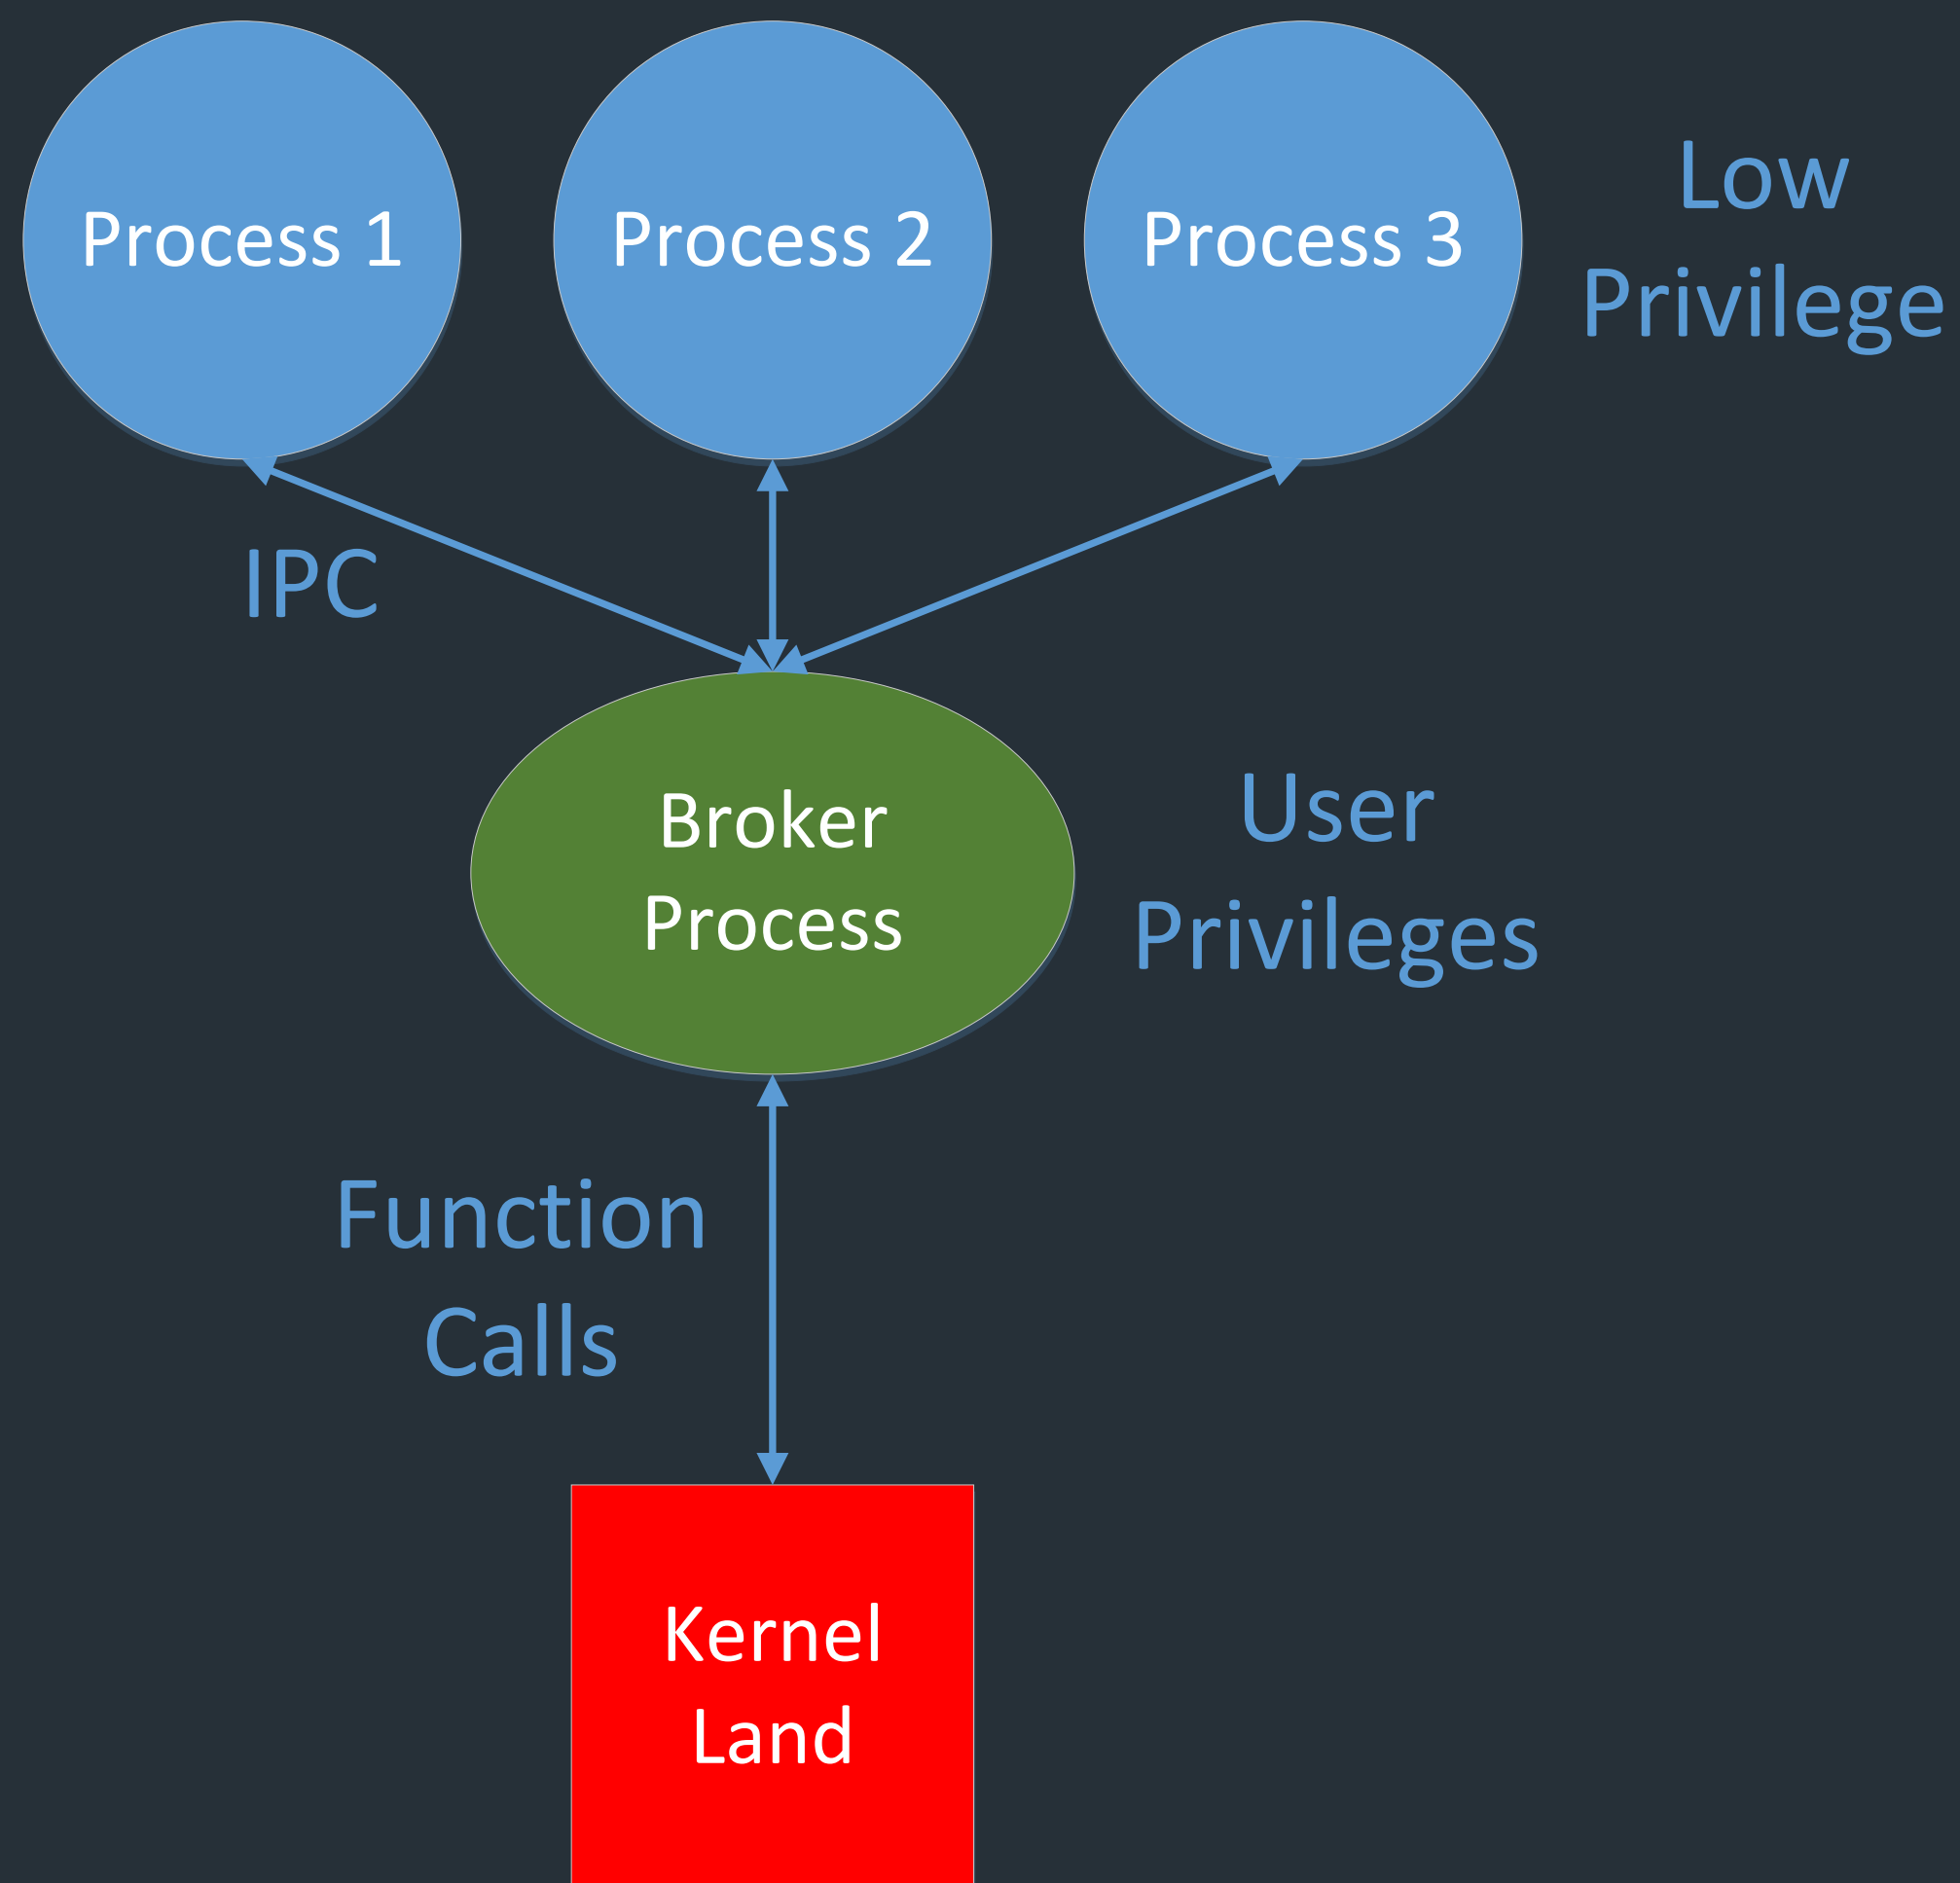 Process 1
Process 2
Process 3
Low
Privilege
IPC
Broker
Process
User
Privileges
Function
Calls
Kernel
Land